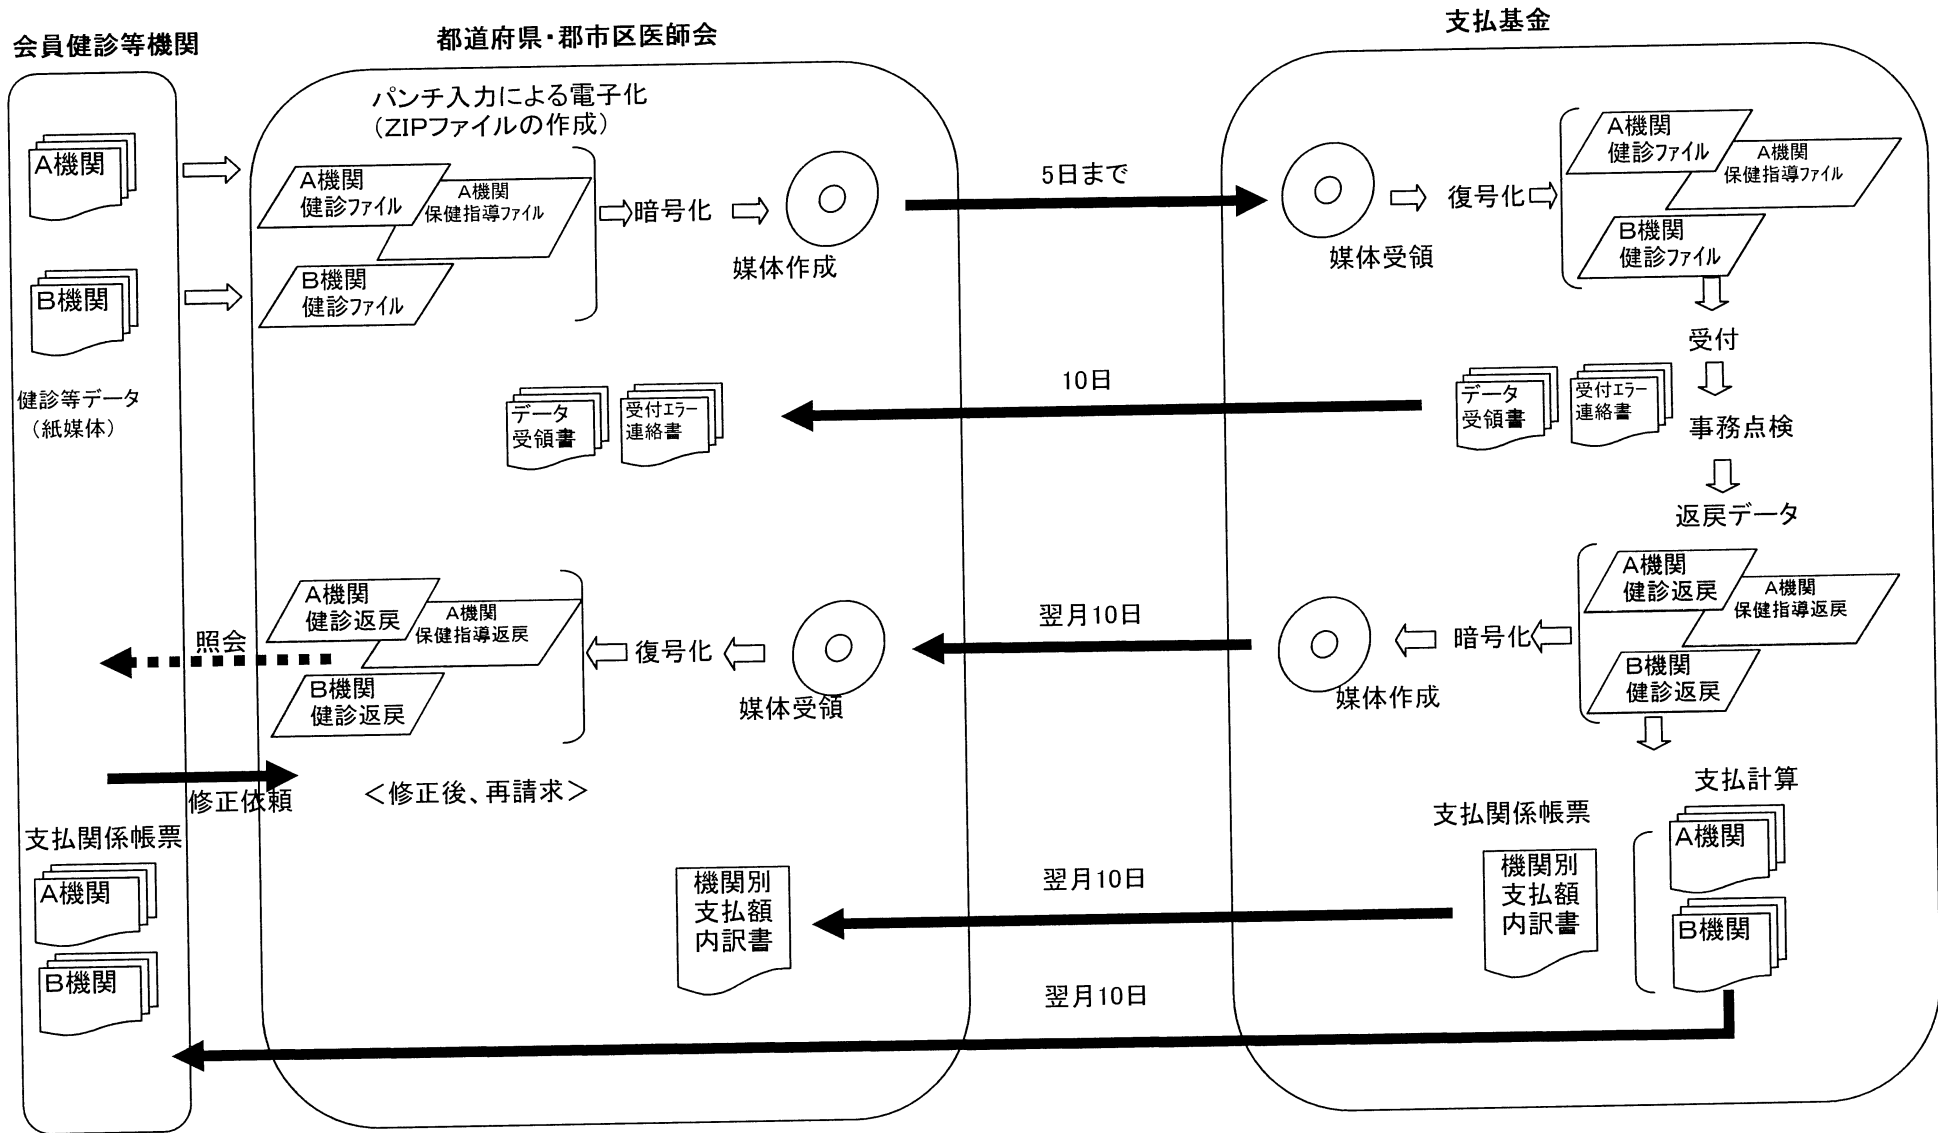 会員健診等機関
都道府県・郡市区医師会
支払基金
パンチ入力による電子化
(ZIPファイルの作成)
A機関
B機関
健診等データ
(紙媒体)
A機関
健診ファイル
A機関
保健指導ファイル
B機関
健診ファイル
暗号化
媒体作成
5日まで
媒体受領
復号化
A機関
健診ファイル
A機関
保健指導ファイル
B機関
健診ファイル
受付
事務点検
返戻データ
データ
受領書
受付エラー
連絡書
10日
データ
受領書
受付エラー
連絡書
A機関
健診返戻
A機関
保健指導返戻
B機関
健診返戻
暗号化
媒体作成
翌月10日
媒体受領
復号化
A機関
健診返戻
A機関
保健指導返戻
B機関
健診返戻
照会
修正依頼
<修正後、再請求>
支払計算
A機関
B機関
支払関係帳票
機関別
支払額
内訳書
翌月10日
機関別
支払額
内訳書
翌月10日
支払関係帳票
A機関
B機関